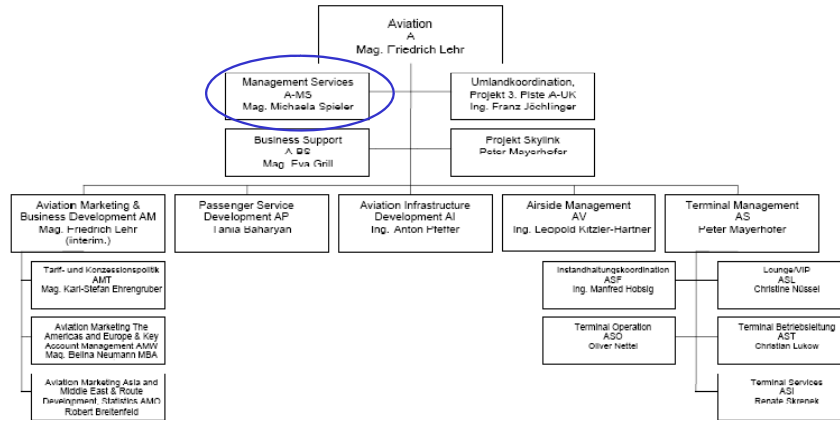 Aviation
A
Mag. Friedrich Lehr
Management Services
A-MS
Mag. Michaela Spieler
Umlandkoordination,
Projekt 3. Piste A-UK
Ing. Franz Jöchlinger
Business Support
A-BS
Mag. Eva Grill
Projekt Skylink
Peter Mayerhofer
Aviation Marketing &
Business Development AM
Mag. Friedrich Lehr
(interim.)
Passenger Service
Development AP
Tania Baharyan
Aviation Infrastructure
Development AI
Ing. Anton Pfeffer
Airside Management
AV
Ing. Leopold Kitzler-Hartner
Terminal Management
AS
Peter Mayerhofer
Tarif- und Konzessionspolitik
AMT
Mag. Karl-Stefan Ehrengruber
Aviation Marketing The
Americas and Europe & Key
Account Management AMW
Mag. Belina Neumann MBA
Aviation Marketing Asia and
Middle East & Route
Development, Statistics AMO
Robert Breitenfeld
Instandhaltungskoordination
ASF
Ing. Manfred Hobsig
Lounge/VIP
ASL
Christine Nüssel
Terminal Operation
ASO
Oliver Nettel
Terminal Betriebsleitung
AST
Christian Lukow
Terminal Services
ASI
Renate Skrenek